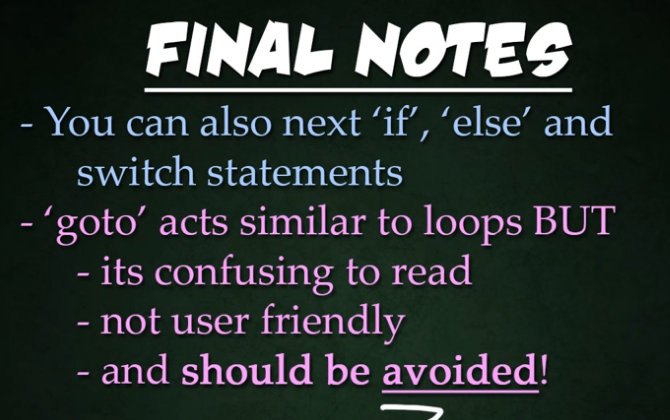 FINAL NOTES
- You can also next ‘if’, ‘else’ and
switch statements
- ‘goto’ acts similar to loops BUT
- its confusing to read
- not user friendly
- and should be avoided!